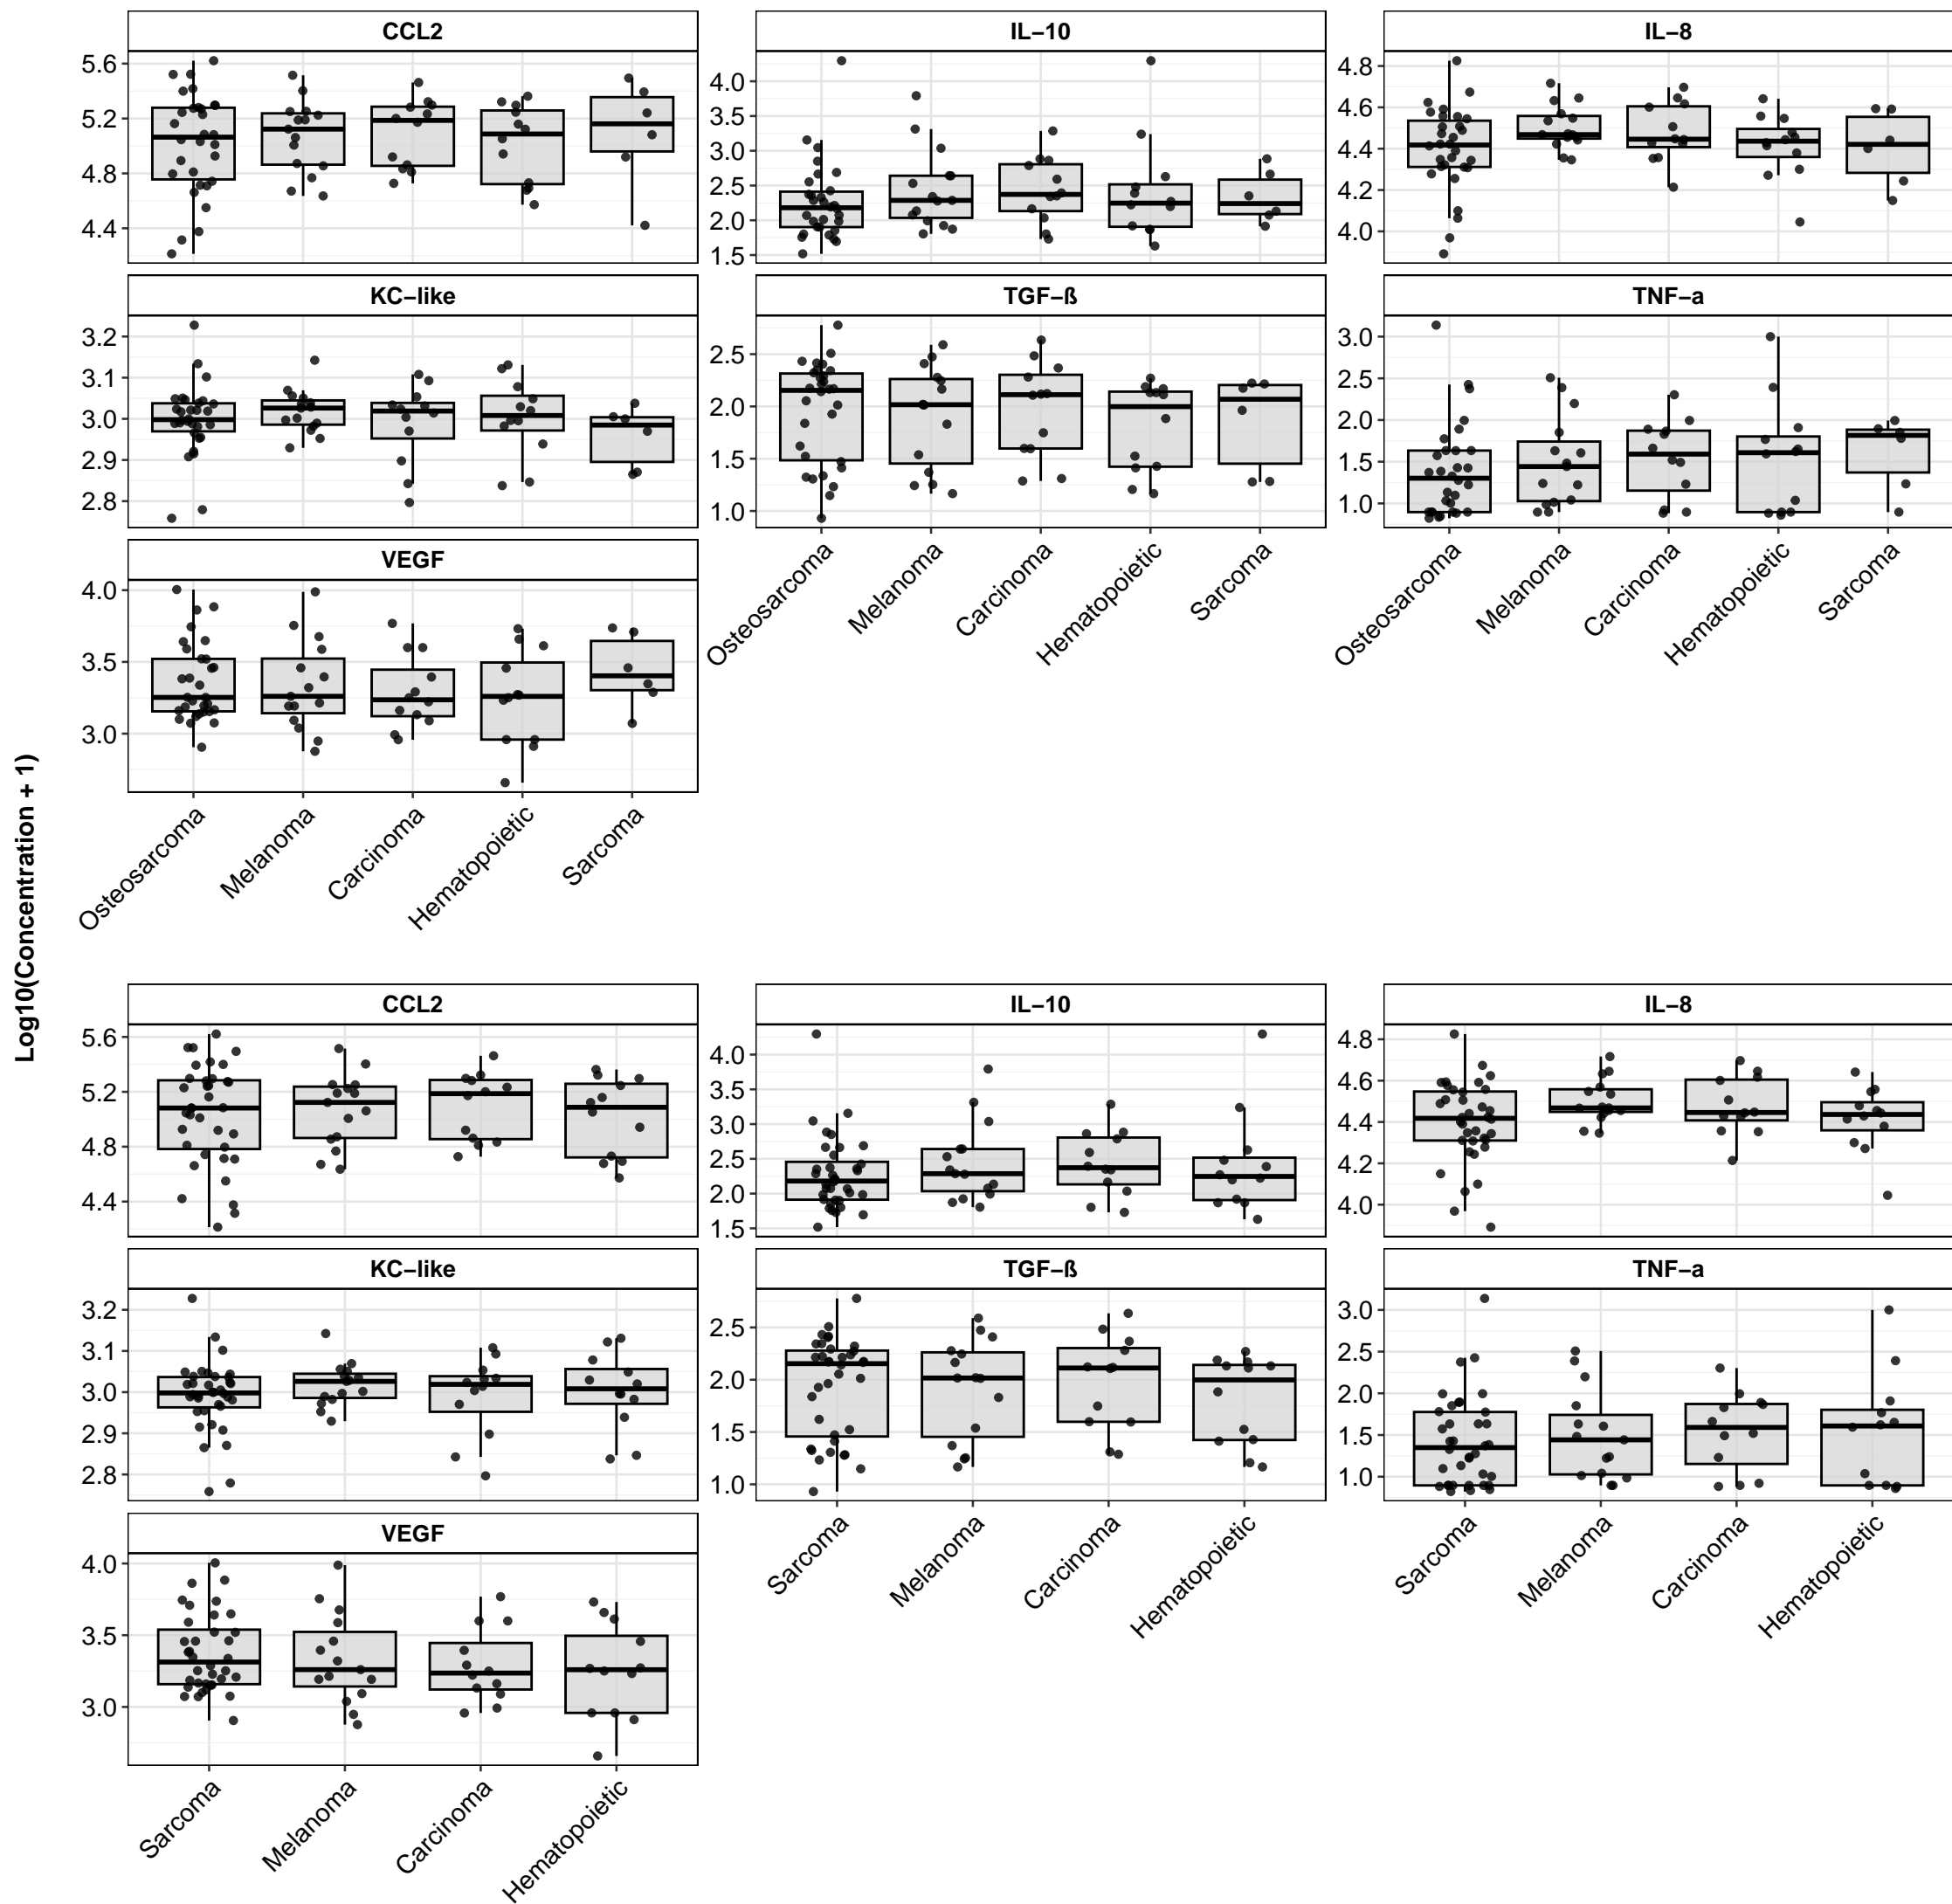 CCL2
IL−10
IL−8
5.6
5.2
4.8
4.4
4.0
3.5
3.0
2.5
2.0
1.5
4.8
4.6
4.4
4.2
4.0
KC−like
TGF−ß
TNF−a
3.2
3.1
3.0
2.9
2.8
2.5
2.0
1.5
1.0
3.0
2.5
2.0
1.5
1.0
Osteosarcoma
Melanoma
Carcinoma
Hematopoietic
Sarcoma
Osteosarcoma
Melanoma
Carcinoma
Hematopoietic
Sarcoma
VEGF
4.0
3.5
3.0
Osteosarcoma
Melanoma
Carcinoma
Hematopoietic
Sarcoma
Log10(Concentration + 1)
CCL2
IL−10
IL−8
5.6
5.2
4.8
4.4
4.0
3.5
3.0
2.5
2.0
1.5
4.8
4.6
4.4
4.2
4.0
KC−like
TGF−ß
TNF−a
3.2
3.1
3.0
2.9
2.8
2.5
2.0
1.5
1.0
3.0
2.5
2.0
1.5
1.0
Sarcoma
Melanoma
Carcinoma
Hematopoietic
Sarcoma
Melanoma
Carcinoma
Hematopoietic
VEGF
4.0
3.5
3.0
Sarcoma
Melanoma
Carcinoma
Hematopoietic